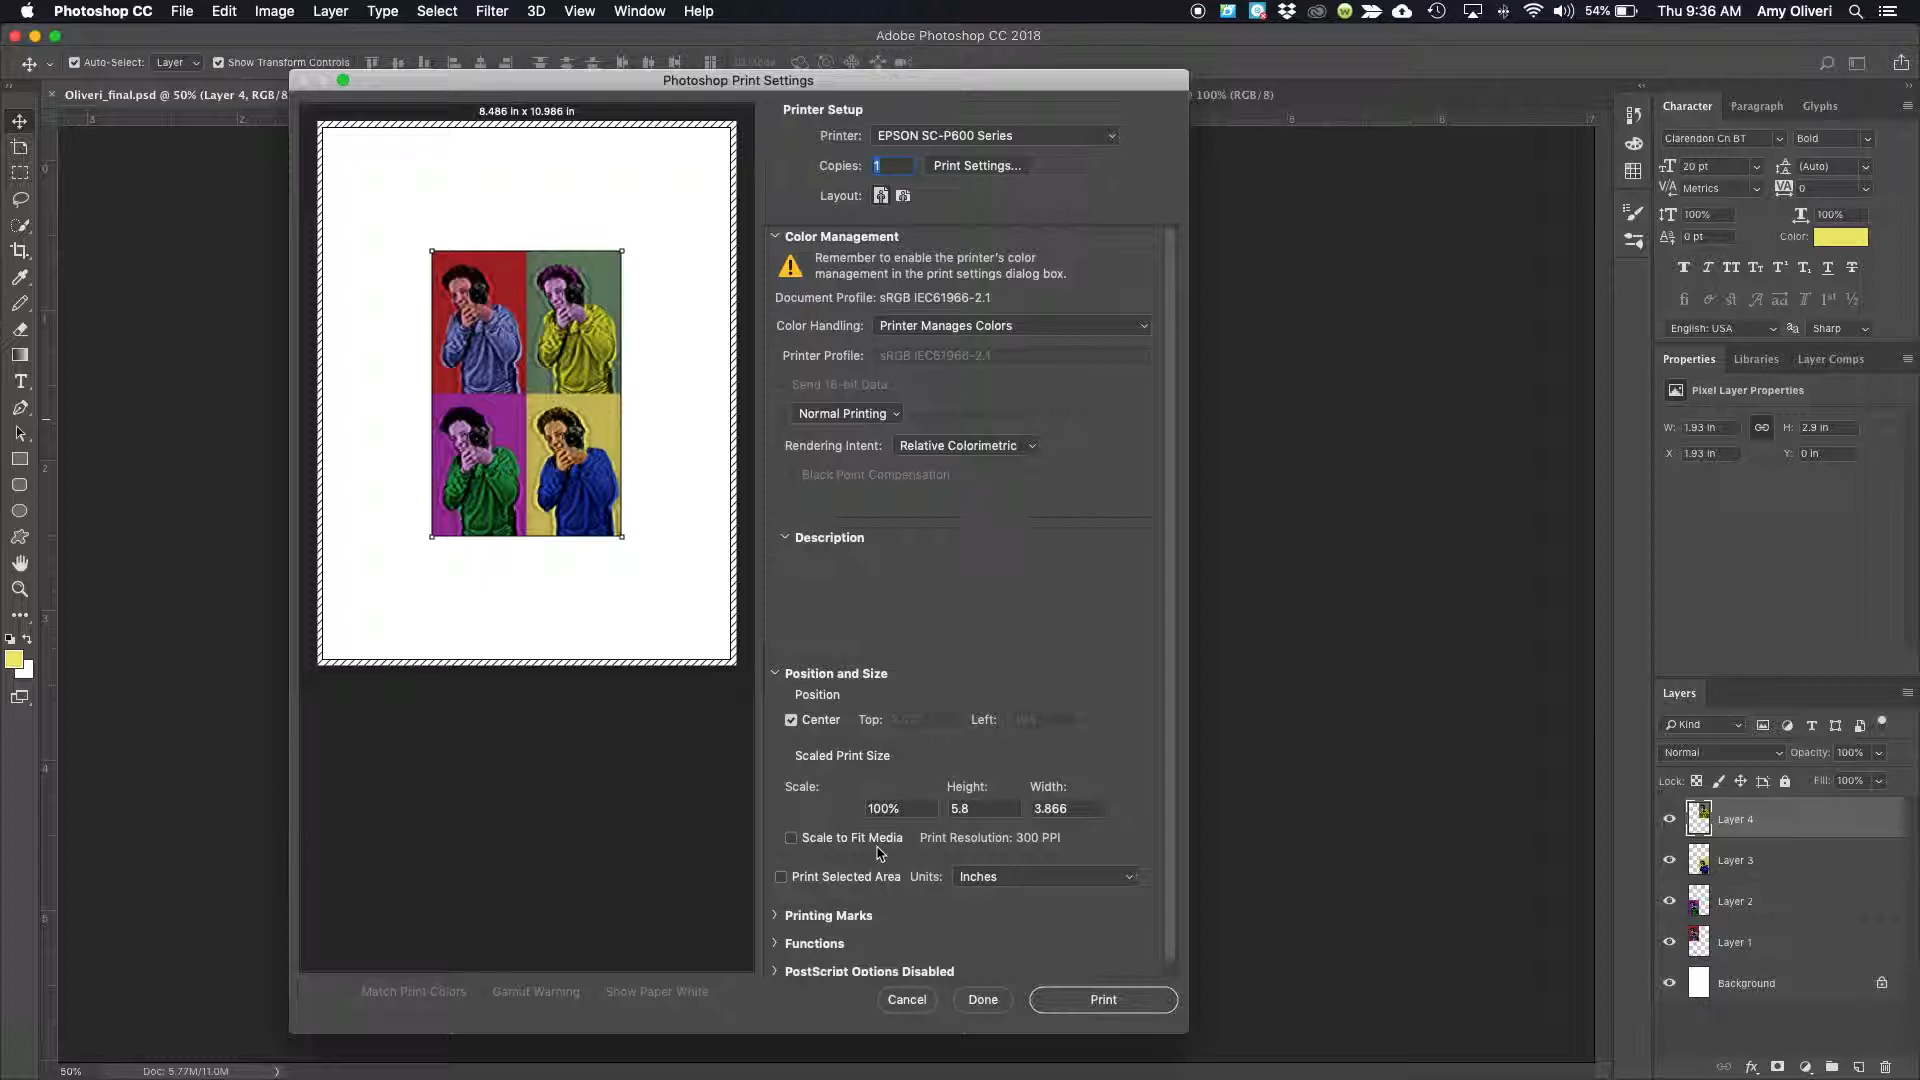 Photoshop CC File Edit Image Layer Type Select Filter 3D View Window Help 54% Thu 9:36 AM Amy Oliveri
Adobe Photoshop CC 2018
Auto-Select: Layer Show Transform Controls
Oliveri_final.psd @ 50% (Layer 4, RGB/8 100% (RGB/8)
Photoshop Print Settings
8.486 in x 10.986 in
Printer Setup
Printer: EPSON SC-P600 Series
Copies: 1 Print Settings...
Layout:
Color Management
Remember to enable the printer's color
management in the print settings dialog box.
Document Profile: sRGB IEC61966-2.1
Color Handling: Printer Manages Colors
Printer Profile: sRGB IEC61966-2.1
Send 16-bit Data
Normal Printing
Rendering Intent: Relative Colorimetric
Black Point Compensation
Description
Position and Size
Position
Center Top: Left:
Scaled Print Size
Scale: Height: Width:
100% 5.8 3.866
Scale to Fit Media Print Resolution: 300 PPI
Print Selected Area Units: Inches
Printing Marks
Functions
PostScript Options Disabled
Match Print Colors Gamut Warning Show Paper White
Cancel Done Print
Character Paragraph Glyphs
Clarendon Cn BT Bold
20 pt (Auto)
Metrics 0
100% 100%
0 pt Color:
English: USA Sharp
Properties Libraries Layer Comps
Pixel Layer Properties
W: 1.93 in H: 2.9 in
X 1.93 in Y: 0 in
Layers
Kind
Normal Opacity: 100%
Lock: Fill: 100%
Layer 4
Layer 3
Layer 2
Layer 1
Background
50% Doc: 5.77M/11.0M